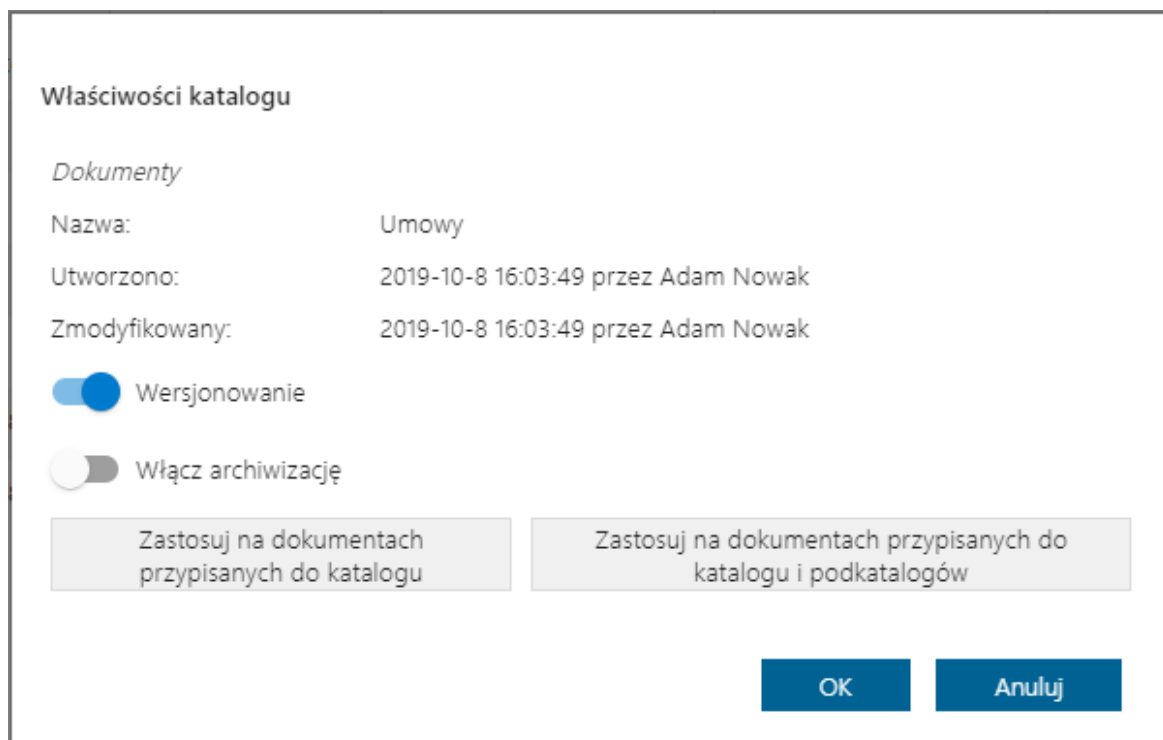 Właściwości katalogu
Dokumenty
Nazwa: Umowy
Utworzono: 2019-10-8 16:03:49 przez Adam Nowak
Zmodyfikowany: 2019-10-8 16:03:49 przez Adam Nowak
Wersjonowanie
Włącz archiwizację
Zastosuj na dokumentach
przypisanych do katalogu
Zastosuj na dokumentach przypisanych do
katalogu i podkatalogów
OK Anuluj